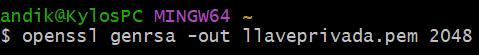 andik@KylosPC MINGW64 ~
$ openssl genrsa -out llaveprivada.pem 2048